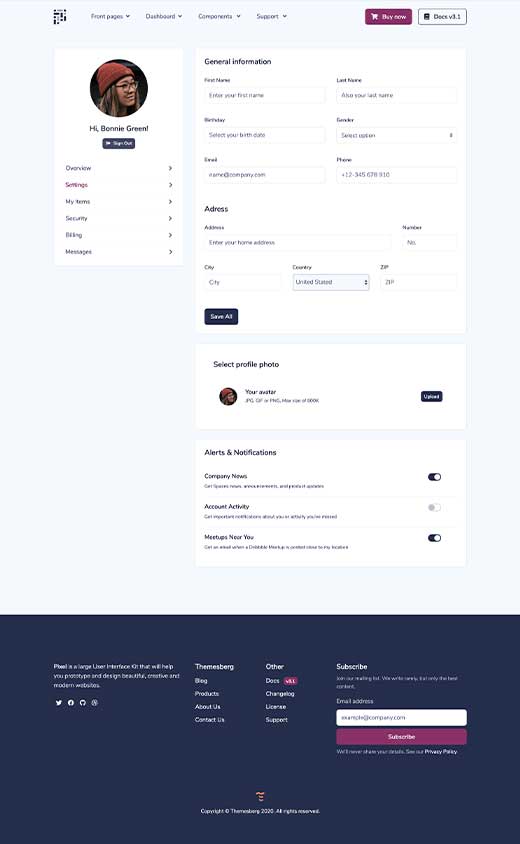 Front pages
Dashboard
Components
Support
Buy now
Docs v3.1
Hi, Bonnie Green!
Sign Out
Overview
Settings
My Items
Security
Billing
Messages
General information
First Name
Last Name
Enter your first name
Also your last name
Birthday
Gender
Select your birth date
Select option
Email
Phone
name@company.com
+12-345 678 910
Adress
Address
Number
Enter your home address
No.
City
Country
ZIP
City
United Stated
ZIP
Save All
Select profile photo
Your avatar
JPG, GIF or PNG. Max size of 800K
Upload
Alerts & Notifications
Company News
Get Spaces news, announcements, and product updates
Account Activity
Get important notifications about you or activity you've missed
Meetups Near You
Get an email when a Dribbble Meetup is posted close to my location
Pixel is a large User Interface Kit that will help
you prototype and design beautiful, creative and
modern websites.
Themesberg
Blog
Products
About Us
Contact Us
Other
Docs v3.1
Changelog
License
Support
Subscribe
Join our mailing list. We write rarely, but only the best
content.
Email address
example@company.com
Subscribe
We'll never share your details. See our Privacy Policy.
Copyright © Themesberg 2020. All rights reserved.